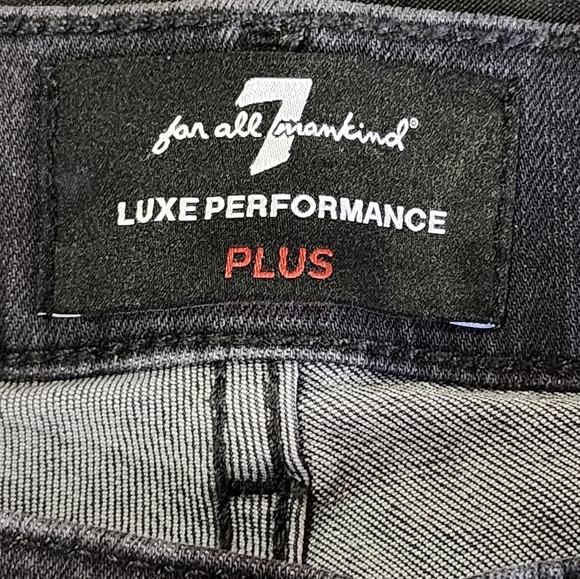 7 for all mankind®
LUXE PERFORMANCE
PLUS